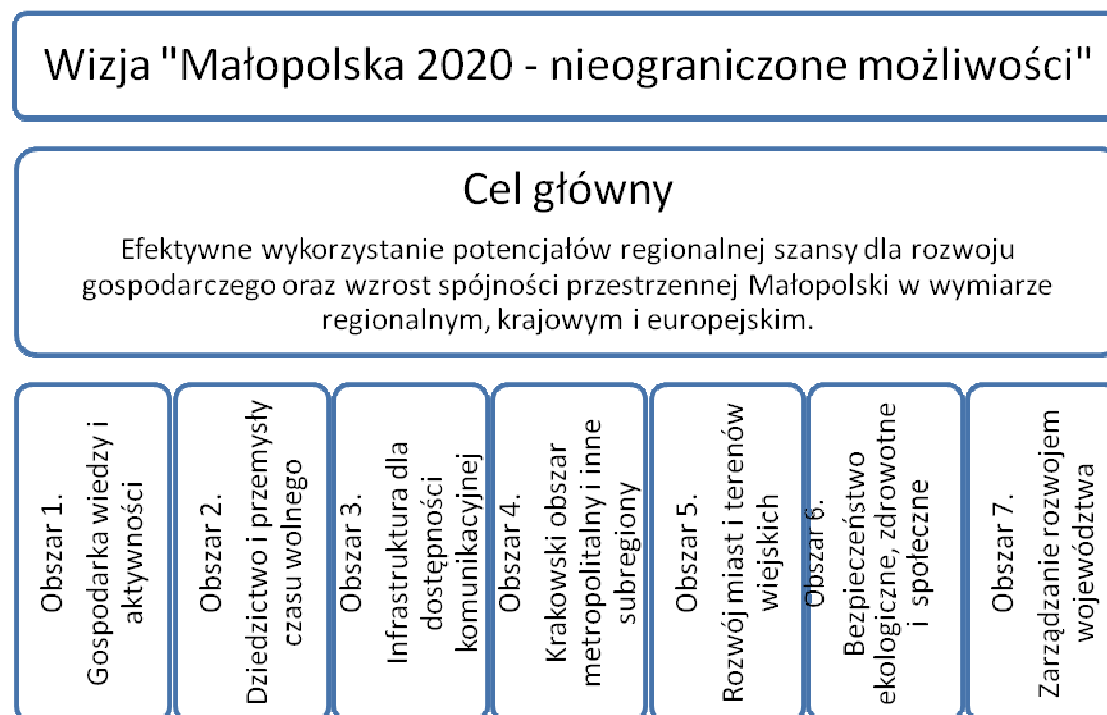 Wizja "Małopolska 2020 - nieograniczone możliwości"
Cel główny
Efektywne wykorzystanie potencjałów regionalnej szansy dla rozwoju
gospodarczego oraz wzrost spójności przestrzennej Małopolski w wymiarze
regionalnym, krajowym i europejskim.
Obszar 1.
Gospodarka wiedzy i
aktywności
Obszar 2.
Dziedzictwo i przemysły
czasu wolnego
Obszar 3.
Infrastruktura dla
dostępności
komunikacyjnej
Obszar 4.
Krakowski obszar
metropolitalny i inne
subregiony
Obszar 5.
Rozwój miast i terenów
wiejskich
Obszar 6.
Bezpieczeństwo
ekologiczne, zdrowotne
i społeczne
Obszar 7.
Zarządzanie rozwojem
województwa